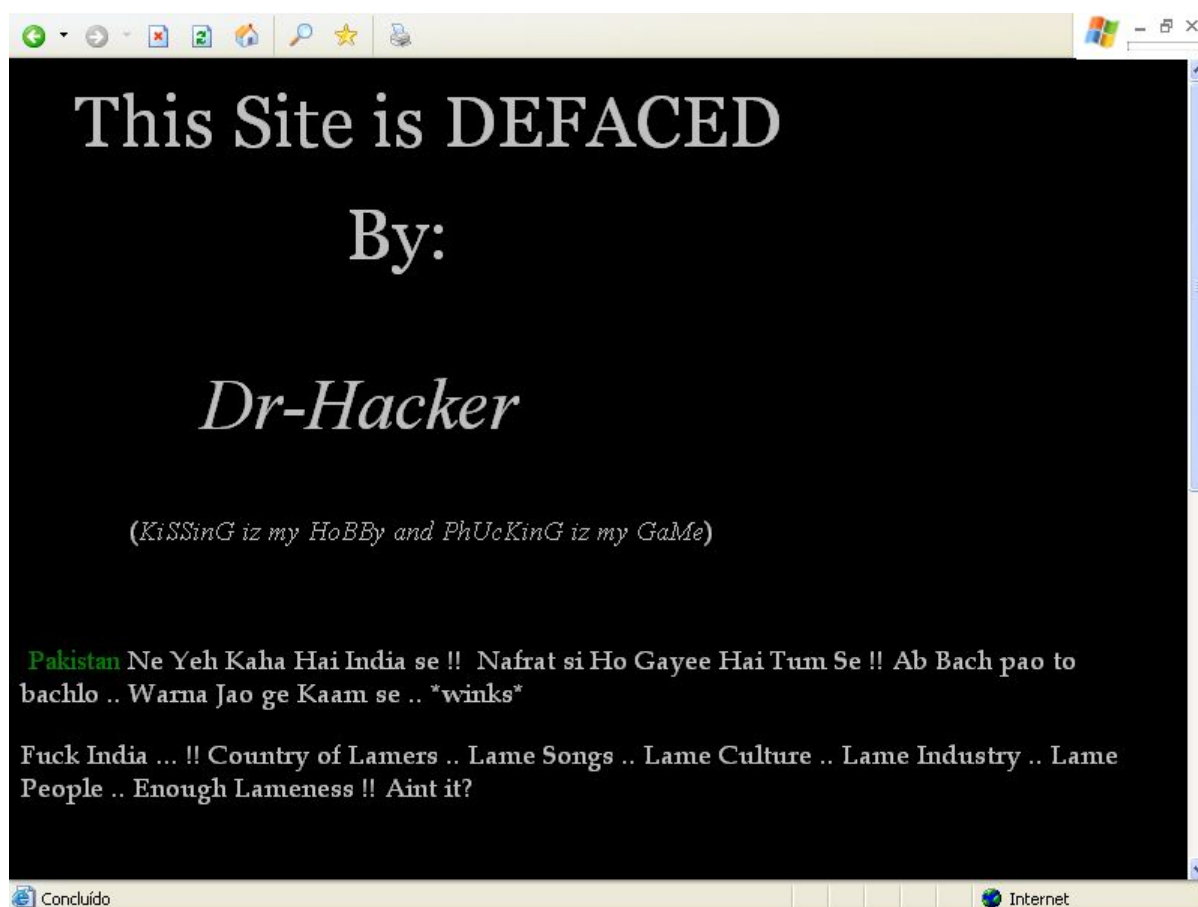 This Site is DEFACED
By:
Dr-Hacker
(KiSSinG iz my HoBBy and PhUcKinG iz my GaMe)
Pakistan Ne Yeh Kaha Hai India se !! Nafrat si Ho Gayee Hai Tum Se !! Ab Bach pao to
bachlo .. Warna Jao ge Kaam se .. *winks*
Fuck India ... !! Country of Lamers .. Lame Songs .. Lame Culture .. Lame Industry .. Lame
People .. Enough Lameness !! Aint it?
Concluído
Internet